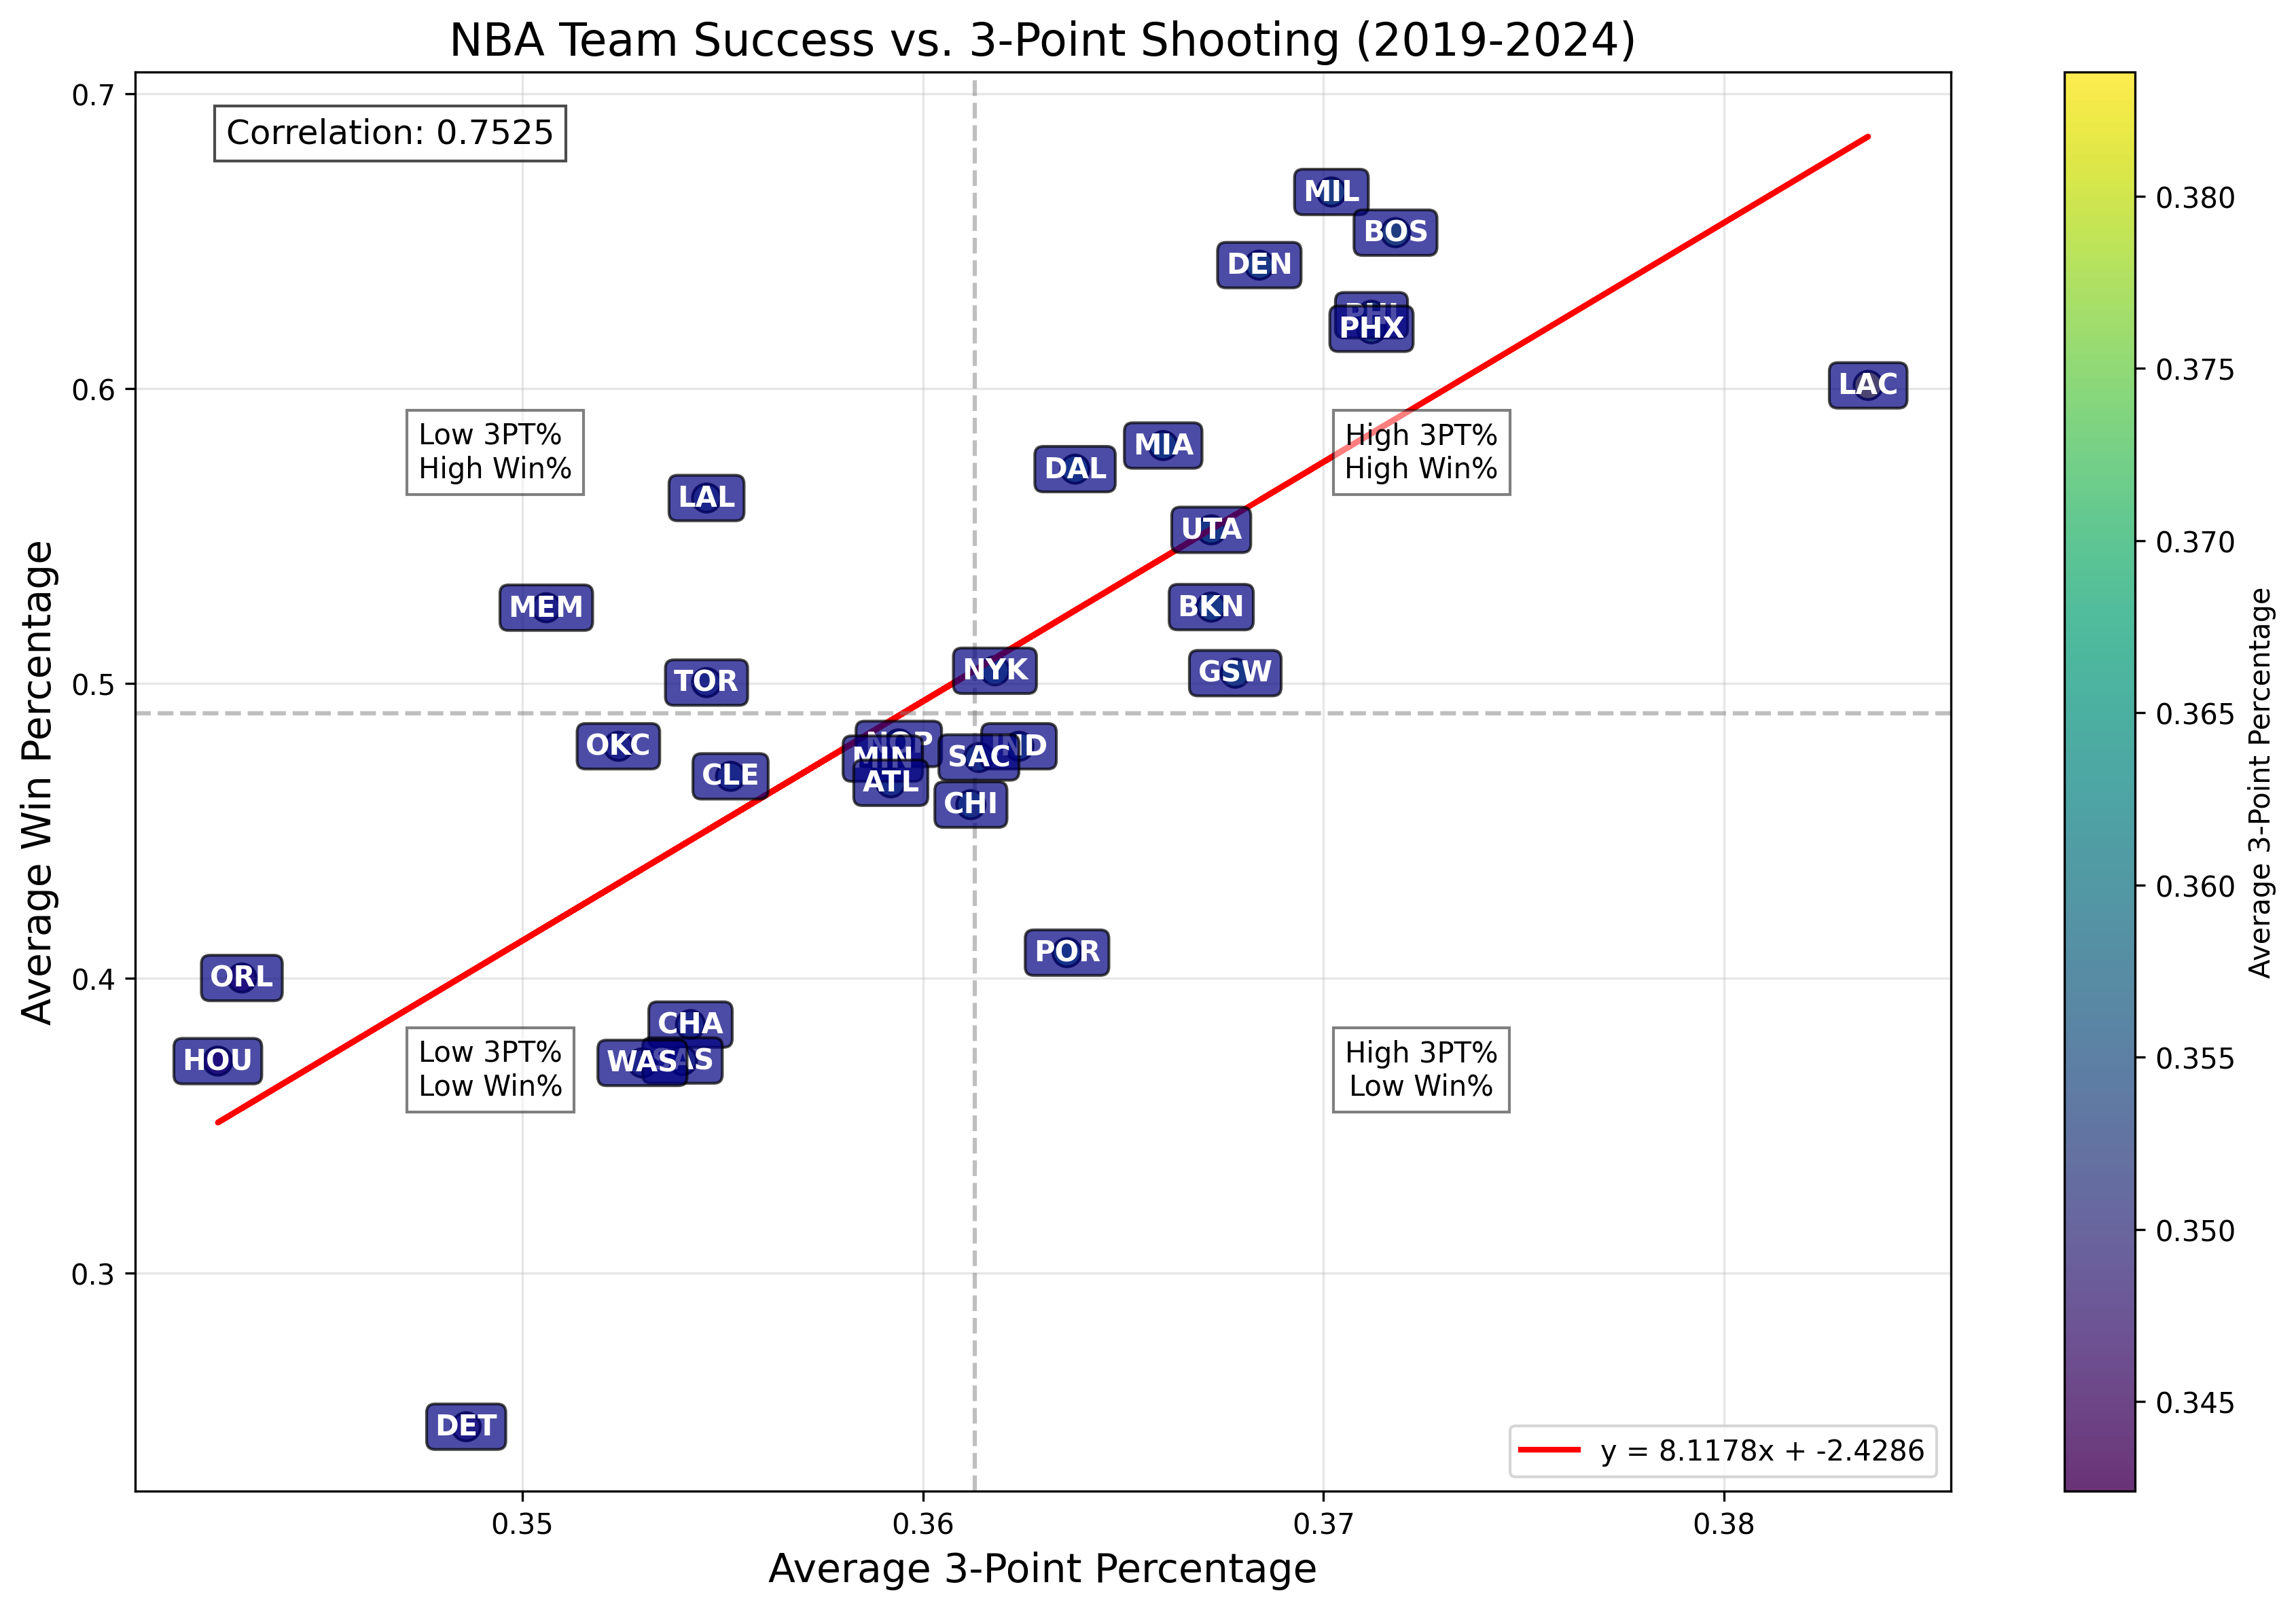 NBA Team Success vs. 3-Point Shooting (2019-2024)
Correlation: 0.7525
Average Win Percentage
0.7
0.6
0.5
0.4
0.3
MIL
BOS
DEN
PHI
PHX
LAC
Low 3PT%
High Win%
High 3PT%
High Win%
MIA
DAL
LAL
UTA
MEM
BKN
NYK
GSW
TOR
OKC
CLE
MIN
ATL
SAC
IND
CHI
POR
ORL
CHA
HOU
WAS
Low 3PT%
Low Win%
High 3PT%
Low Win%
DET
y = 8.1178x + -2.4286
0.35
0.36
0.37
0.38
Average 3-Point Percentage
0.380
0.375
0.370
0.365
0.360
0.355
0.350
0.345
Average 3-Point Percentage